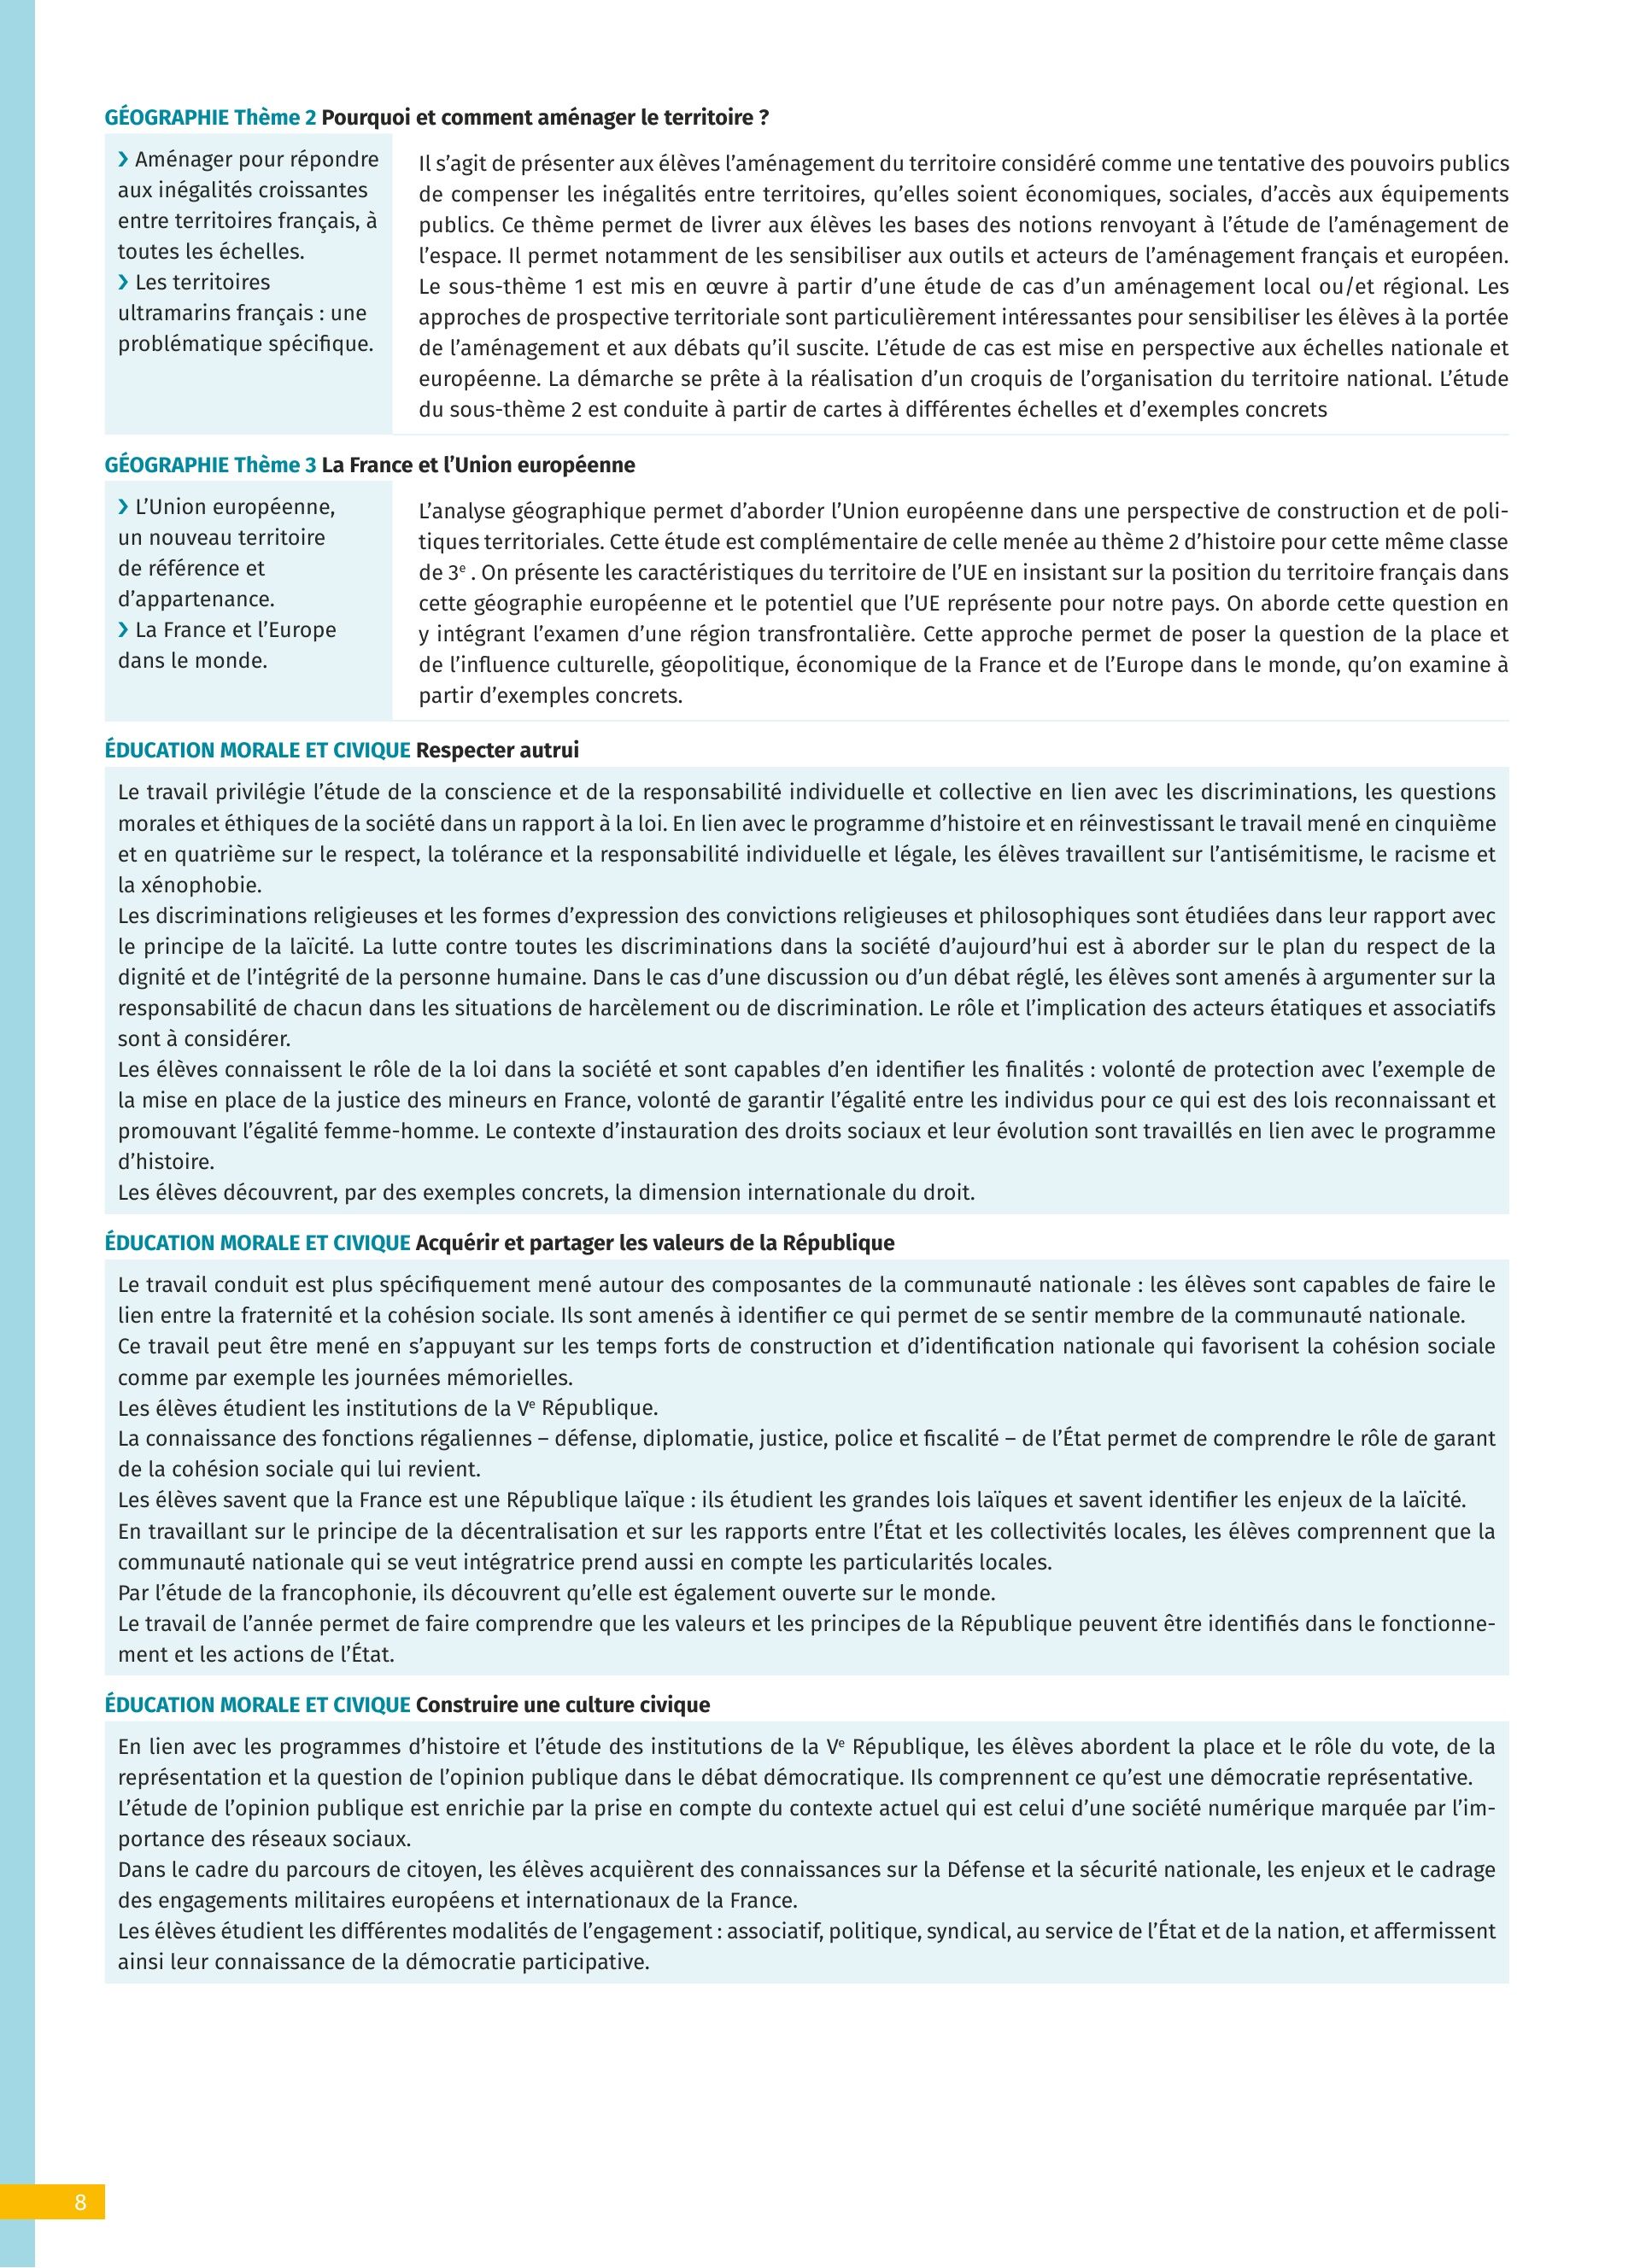 GÉOGRAPHIE Thème 2 Pourquoi et comment aménager le territoire ?
❯ Aménager pour répondre
aux inégalités croissantes
entre territoires français, à
toutes les échelles.
❯ Les territoires
ultramarins français : une
problématique spécifique.
Il s’agit de présenter aux élèves l’aménagement du territoire considéré comme une tentative des pouvoirs publics
de compenser les inégalités entre territoires, qu’elles soient économiques, sociales, d’accès aux équipements
publics. Ce thème permet de livrer aux élèves les bases des notions renvoyant à l’étude de l’aménagement de
l’espace. Il permet notamment de les sensibiliser aux outils et acteurs de l’aménagement français et européen.
Le sous-thème 1 est mis en œuvre à partir d’une étude de cas d’un aménagement local ou/et régional. Les
approches de prospective territoriale sont particulièrement intéressantes pour sensibiliser les élèves à la portée
de l’aménagement et aux débats qu’il suscite. L’étude de cas est mise en perspective aux échelles nationale et
européenne. La démarche se prête à la réalisation d’un croquis de l’organisation du territoire national. L’étude
du sous-thème 2 est conduite à partir de cartes à différentes échelles et d’exemples concrets
GÉOGRAPHIE Thème 3 La France et l’Union européenne
❯ L’Union européenne,
un nouveau territoire
de référence et
d’appartenance.
❯ La France et l’Europe
dans le monde.
L’analyse géographique permet d’aborder l’Union européenne dans une perspective de construction et de poli-
tiques territoriales. Cette étude est complémentaire de celle menée au thème 2 d’histoire pour cette même classe
de 3e . On présente les caractéristiques du territoire de l’UE en insistant sur la position du territoire français dans
cette géographie européenne et le potentiel que l’UE représente pour notre pays. On aborde cette question en
y intégrant l’examen d’une région transfrontalière. Cette approche permet de poser la question de la place et
de l’influence culturelle, géopolitique, économique de la France et de l’Europe dans le monde, qu’on examine à
partir d’exemples concrets.
ÉDUCATION MORALE ET CIVIQUE Respecter autrui
Le travail privilégie l’étude de la conscience et de la responsabilité individuelle et collective en lien avec les discriminations, les questions
morales et éthiques de la société dans un rapport à la loi. En lien avec le programme d’histoire et en réinvestissant le travail mené en cinquième
et en quatrième sur le respect, la tolérance et la responsabilité individuelle et légale, les élèves travaillent sur l’antisémitisme, le racisme et
la xénophobie.
Les discriminations religieuses et les formes d’expression des convictions religieuses et philosophiques sont étudiées dans leur rapport avec
le principe de la laïcité. La lutte contre toutes les discriminations dans la société d’aujourd’hui est à aborder sur le plan du respect de la
dignité et de l’intégrité de la personne humaine. Dans le cas d’une discussion ou d’un débat réglé, les élèves sont amenés à argumenter sur la
responsabilité de chacun dans les situations de harcèlement ou de discrimination. Le rôle et l’implication des acteurs étatiques et associatifs
sont à considérer.
Les élèves connaissent le rôle de la loi dans la société et sont capables d’en identifier les finalités : volonté de protection avec l’exemple de
la mise en place de la justice des mineurs en France, volonté de garantir l’égalité entre les individus pour ce qui est des lois reconnaissant et
promouvant l’égalité femme-homme. Le contexte d’instauration des droits sociaux et leur évolution sont travaillés en lien avec le programme
d’histoire.
Les élèves découvrent, par des exemples concrets, la dimension internationale du droit.
ÉDUCATION MORALE ET CIVIQUE Acquérir et partager les valeurs de la République
Le travail conduit est plus spécifiquement mené autour des composantes de la communauté nationale : les élèves sont capables de faire le
lien entre la fraternité et la cohésion sociale. Ils sont amenés à identifier ce qui permet de se sentir membre de la communauté nationale.
Ce travail peut être mené en s’appuyant sur les temps forts de construction et d’identification nationale qui favorisent la cohésion sociale
comme par exemple les journées mémorielles.
Les élèves étudient les institutions de la Ve République.
La connaissance des fonctions régaliennes – défense, diplomatie, justice, police et fiscalité – de l’État permet de comprendre le rôle de garant
de la cohésion sociale qui lui revient.
Les élèves savent que la France est une République laïque : ils étudient les grandes lois laïques et savent identifier les enjeux de la laïcité.
En travaillant sur le principe de la décentralisation et sur les rapports entre l’État et les collectivités locales, les élèves comprennent que la
communauté nationale qui se veut intégratrice prend aussi en compte les particularités locales.
Par l’étude de la francophonie, ils découvrent qu’elle est également ouverte sur le monde.
Le travail de l’année permet de faire comprendre que les valeurs et les principes de la République peuvent être identifiés dans le fonctionne-
ment et les actions de l’État.
ÉDUCATION MORALE ET CIVIQUE Construire une culture civique
En lien avec les programmes d’histoire et l’étude des institutions de la Ve République, les élèves abordent la place et le rôle du vote, de la
représentation et la question de l’opinion publique dans le débat démocratique. Ils comprennent ce qu’est une démocratie représentative.
L’étude de l’opinion publique est enrichie par la prise en compte du contexte actuel qui est celui d’une société numérique marquée par l’im-
portance des réseaux sociaux.
Dans le cadre du parcours de citoyen, les élèves acquièrent des connaissances sur la Défense et la sécurité nationale, les enjeux et le cadrage
des engagements militaires européens et internationaux de la France.
Les élèves étudient les différentes modalités de l’engagement : associatif, politique, syndical, au service de l’État et de la nation, et affermissent
ainsi leur connaissance de la démocratie participative.
8